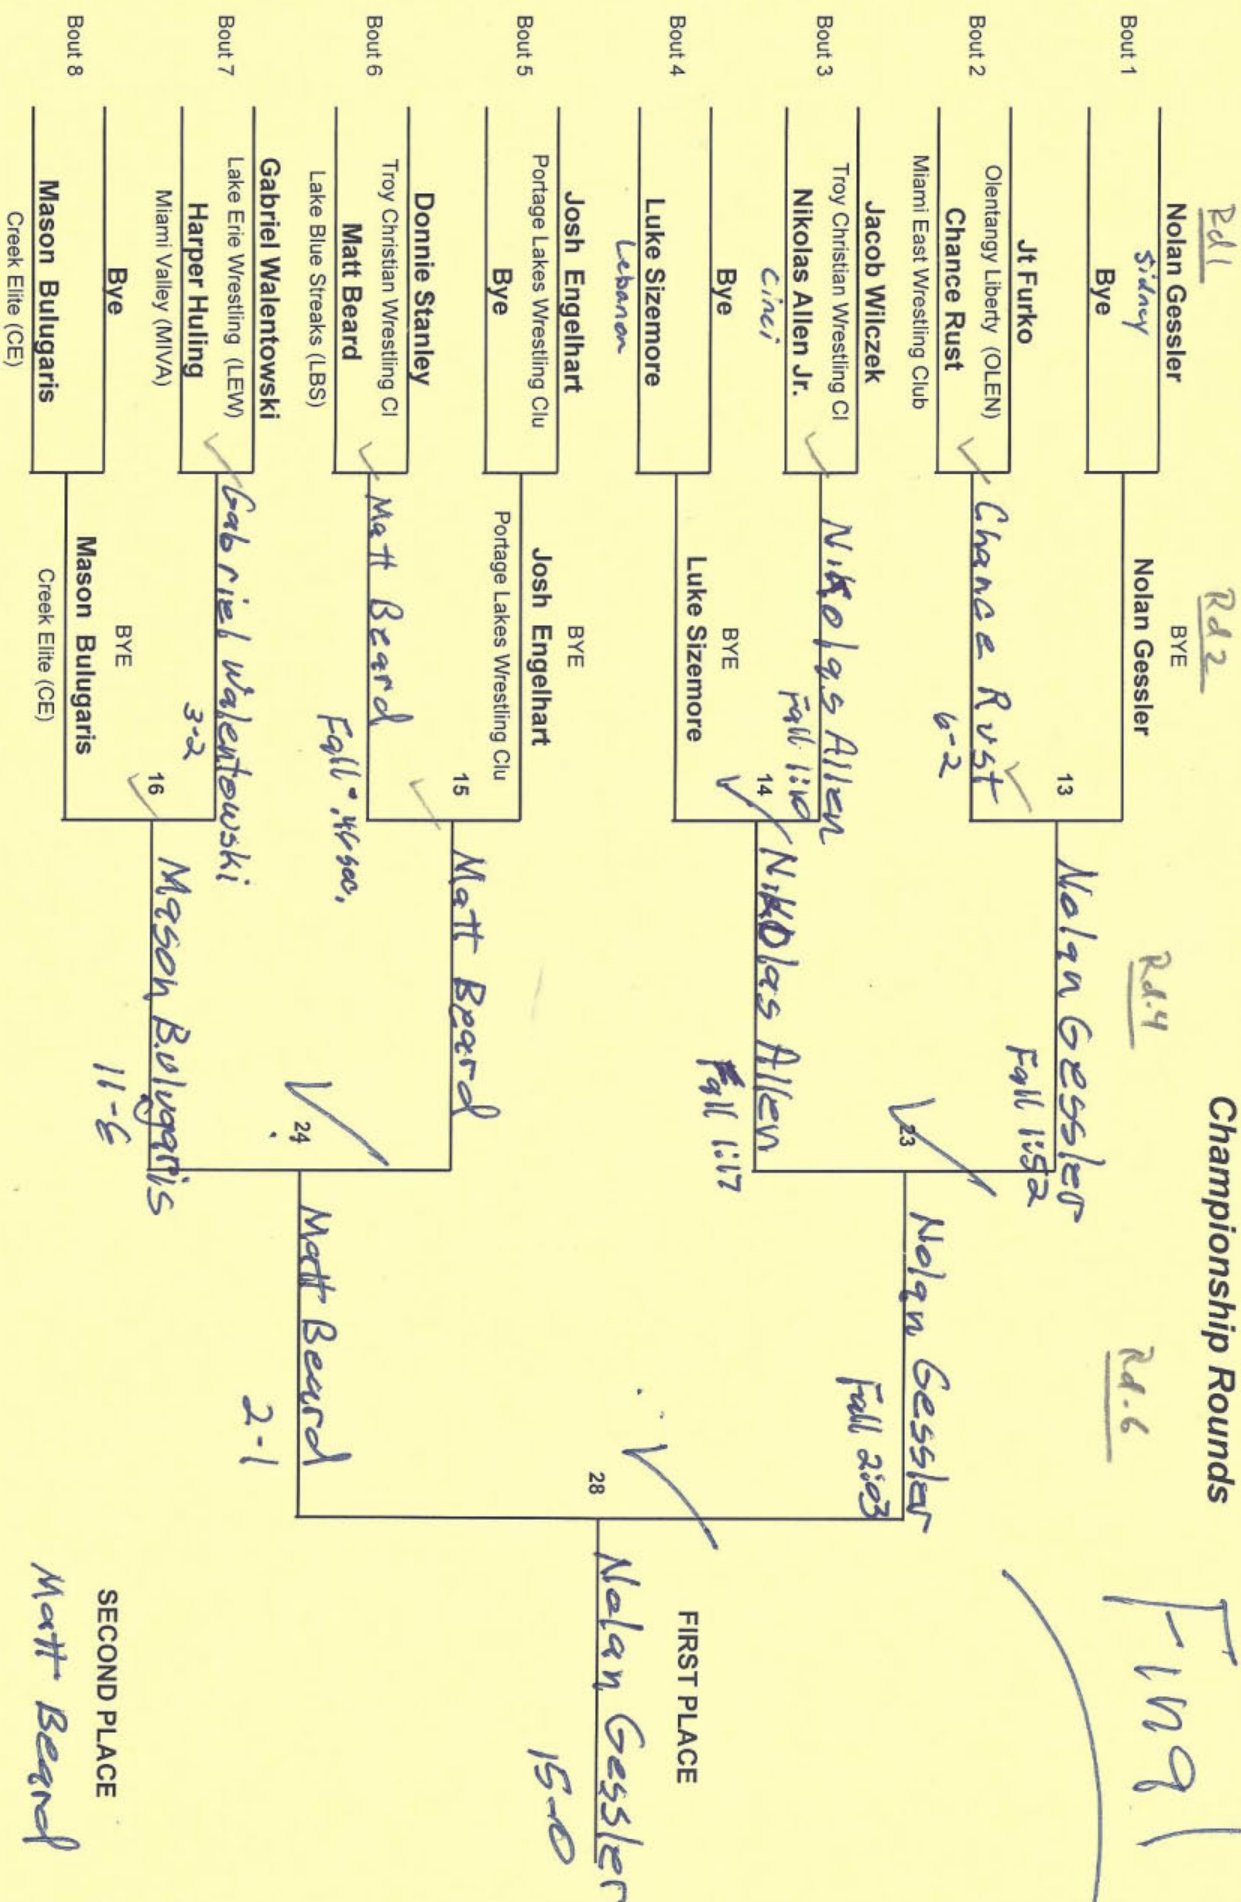 Championship Rounds
Final
Rd 1
Rd 2
Rd.4
Rd.6
Bout 1
Nolan Gessler
Sidney
Bye
Bout 2
Jt Furko
Olentangy Liberty (OLEN)
Chance Rust
Miami East Wrestling Club
Bout 3
Jacob Wilczek
Troy Christian Wrestling Cl
Nikolas Allen Jr.
Cinci
Bout 4
Bye
Luke Sizemore
Lebanon
Bout 5
Josh Engelhart
Portage Lakes Wrestling Clu
Bye
Bout 6
Donnie Stanley
Troy Christian Wrestling Cl
Matt Beard
Lake Blue Streaks (LBS)
Bout 7
Gabriel Walentowski
Lake Erie Wrestling (LEW)
Harper Huling
Miami Valley (MIVA)
Bout 8
Bye
Mason Bulugaris
Creek Elite (CE)
BYE
Nolan Gessler
13
Chance Rust
6-2
Nikolas Allen
Fall 1:10
14
BYE
Luke Sizemore
BYE
Josh Engelhart
Portage Lakes Wrestling Clu
15
Matt Beard
Fall .46 sec.
Gabriel Walentowski
3-2
16
BYE
Mason Bulugaris
Creek Elite (CE)
Nolan Gessler
Fall 1:52
23
Nikolas Allen
Fall 1:17
Matt Beard
24
Mason Bulugaris
11-6
Nolan Gessler
Fall 2:03
28
Matt Beard
2-1
FIRST PLACE
Nolan Gessler
15-0
SECOND PLACE
Matt Beard